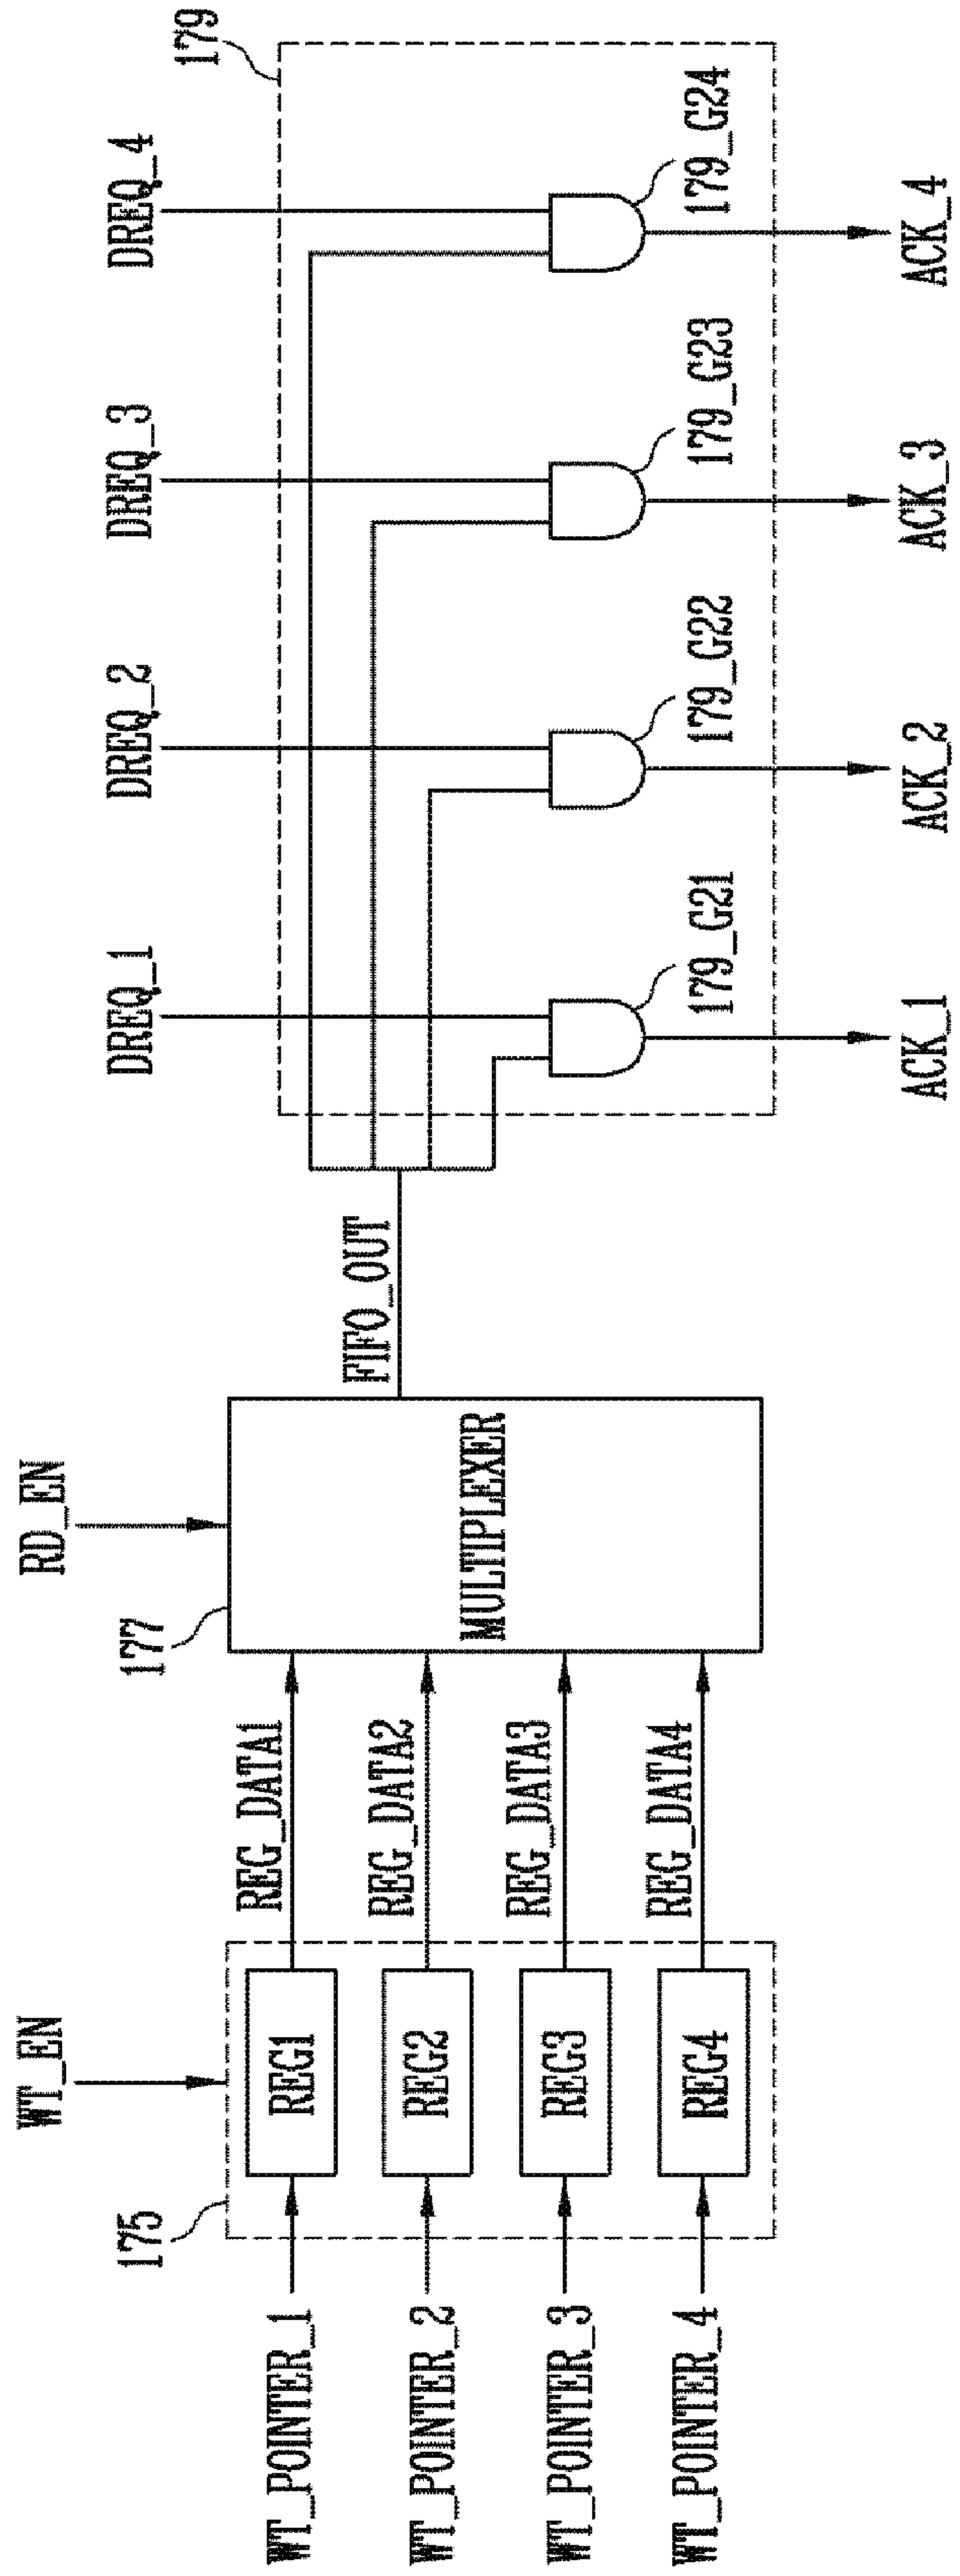 WT_EN
RD_EN
175
177
179
WT_POINTER_1
WT_POINTER_2
WT_POINTER_3
WT_POINTER_4
REG1
REG2
REG3
REG4
REG_DATA1
REG_DATA2
REG_DATA3
REG_DATA4
MULTIPLEXER
FIFO_OUT
DREQ_1
DREQ_2
DREQ_3
DREQ_4
179_G21
179_G22
179_G23
179_G24
ACK_1
ACK_2
ACK_3
ACK_4